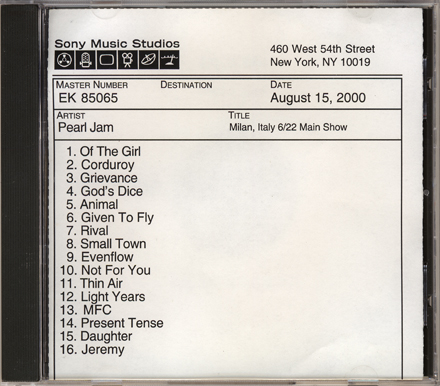 Sony Music Studios
460 West 54th Street
New York, NY 10019
MASTER NUMBER DESTINATION DATE
EK 85065 August 15, 2000
ARTIST TITLE
Pearl Jam Milan, Italy 6/22 Main Show
1. Of The Girl
2. Corduroy
3. Grievance
4. God's Dice
5. Animal
6. Given To Fly
7. Rival
8. Small Town
9. Evenflow
10. Not For You
11. Thin Air
12. Light Years
13. MFC
14. Present Tense
15. Daughter
16. Jeremy